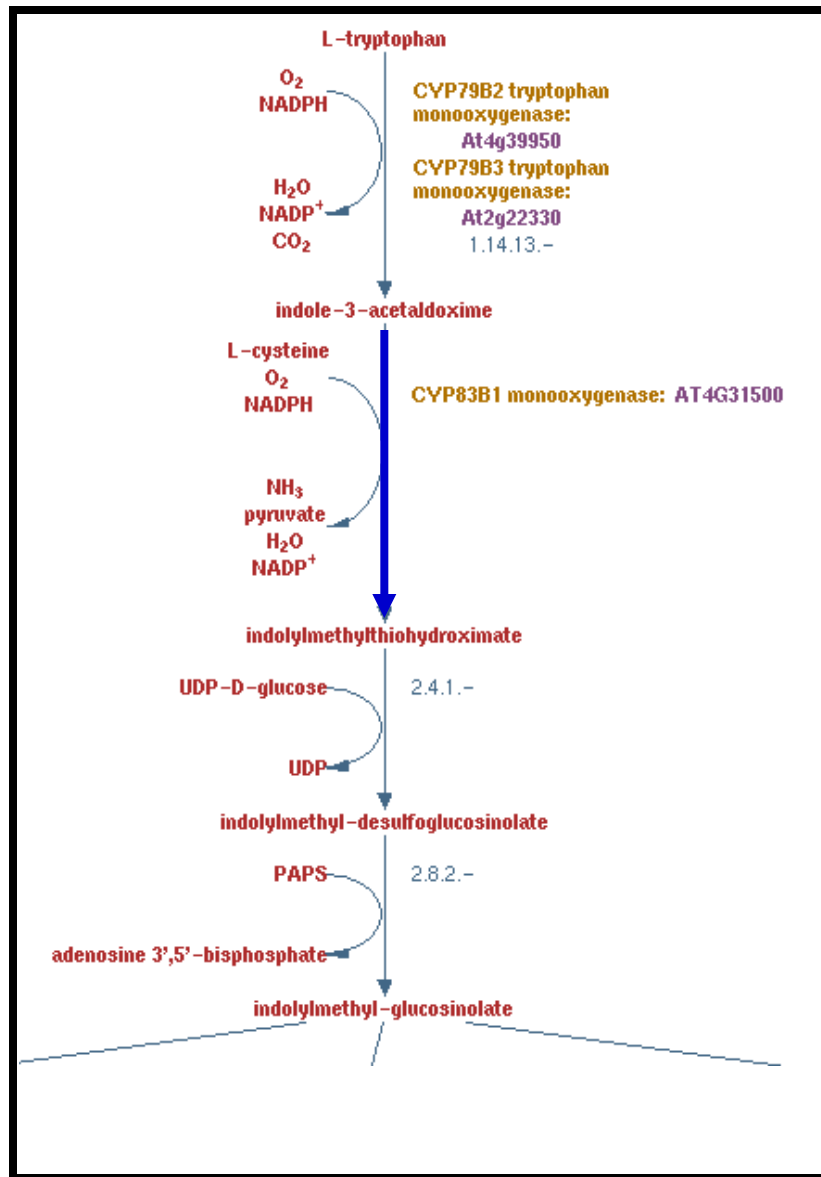 L-tryptophan
O2
NADPH
CYP79B2 tryptophan
monooxygenase:
At4g39950
CYP79B3 tryptophan
monooxygenase:
At2g22330
1.14.13.-
H2O
NADP+
CO2
indole-3-acetaldoxime
L-cysteine
O2
NADPH
CYP83B1 monooxygenase: AT4G31500
NH3
pyruvate
H2O
NADP+
indolylmethylthiohydroximate
UDP-D-glucose
2.4.1.-
UDP
indolylmethyl-desulfoglucosinolate
PAPS
2.8.2.-
adenosine 3',5'-bisphosphate
indolylmethyl-glucosinolate